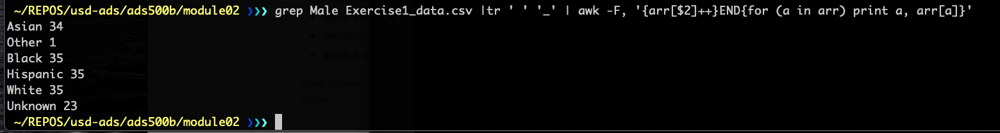 ~/REPOS/usd-ads/ads500b/module02 ❯❯❯ grep Male Exercise1_data.csv |tr ' ' '_' | awk -F, '{arr[$2]++}END{for (a in arr) print a, arr[a]}'
Asian 34
Other 1
Black 35
Hispanic 35
White 35
Unknown 23
~/REPOS/usd-ads/ads500b/module02 ❯❯❯